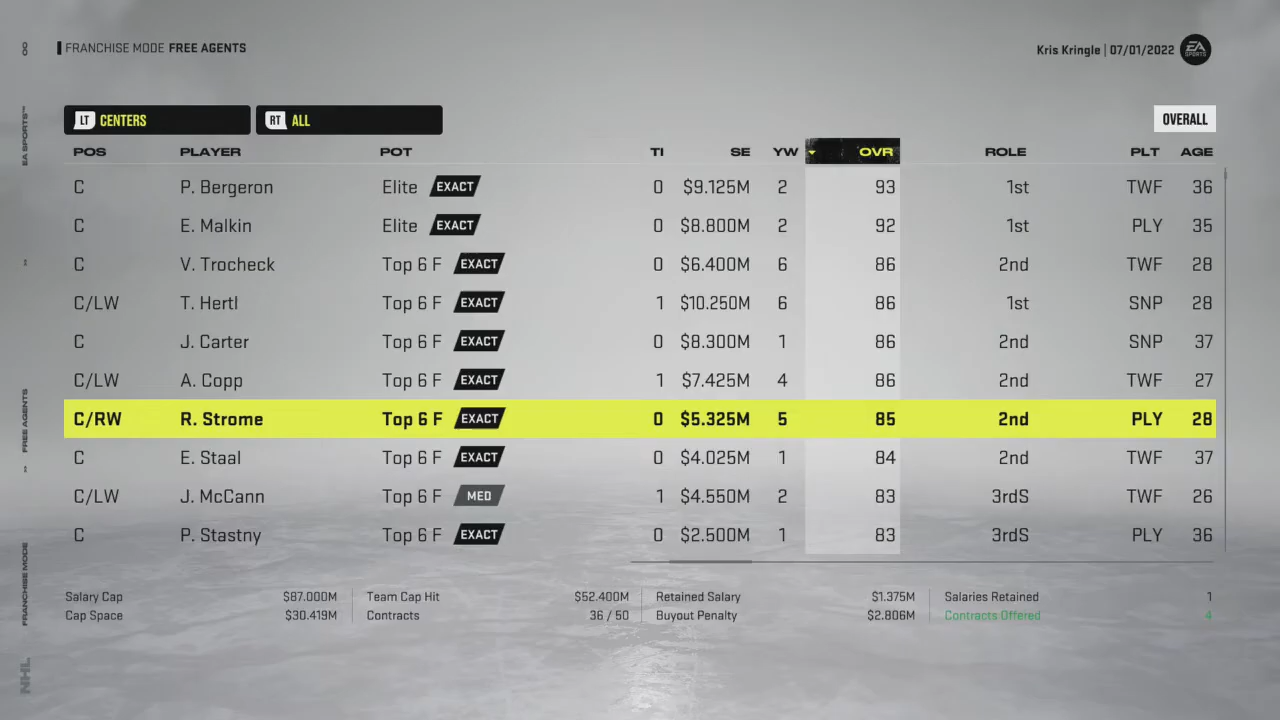 FRANCHISE MODE FREE AGENTS
Kris Kringle | 07/01/2022
EA SPORTS
LT CENTERS
RT ALL
OVERALL
POS PLAYER POT TI SE YW OVR ROLE PLT AGE
C P. Bergeron Elite EXACT 0 $9.125M 2 93 1st TWF 36
C E. Malkin Elite EXACT 0 $8.800M 2 92 1st PLY 35
C V. Trocheck Top 6 F EXACT 0 $6.400M 6 86 2nd TWF 28
C/LW T. Hertl Top 6 F EXACT 1 $10.250M 6 86 1st SNP 28
C J. Carter Top 6 F EXACT 0 $8.300M 1 86 2nd SNP 37
C/LW A. Copp Top 6 F EXACT 1 $7.425M 4 86 2nd TWF 27
C/RW R. Strome Top 6 F EXACT 0 $5.325M 5 85 2nd PLY 28
C E. Staal Top 6 F EXACT 0 $4.025M 1 84 2nd TWF 37
C/LW J. McCann Top 6 F MED 1 $4.550M 2 83 3rdS TWF 26
C P. Stastny Top 6 F EXACT 0 $2.500M 1 83 3rdS PLY 36
Salary Cap $87.000M Team Cap Hit $52.400M Retained Salary $1.375M Salaries Retained 1
Cap Space $30.419M Contracts 36 / 50 Buyout Penalty $2.806M Contracts Offered 4
EA SPORTS™
FREE AGENTS
FRANCHISE MODE
NHL